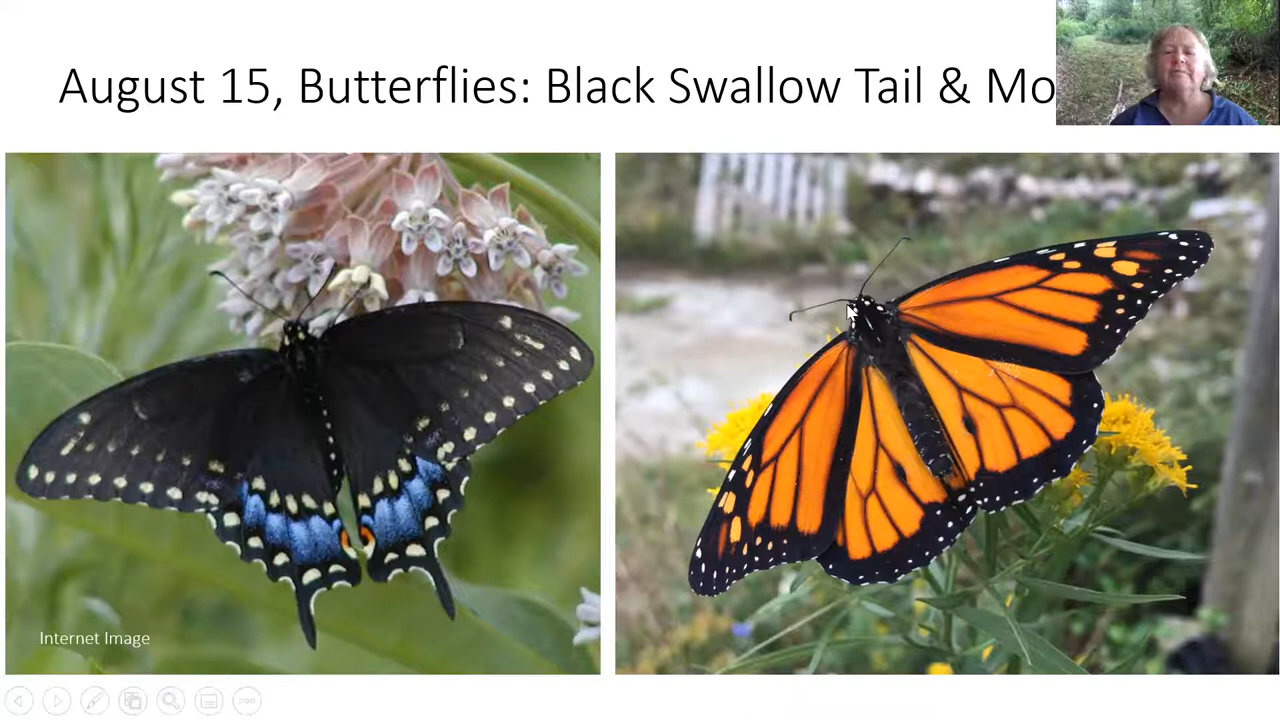 August 15, Butterflies: Black Swallow Tail & Mo
Internet Image